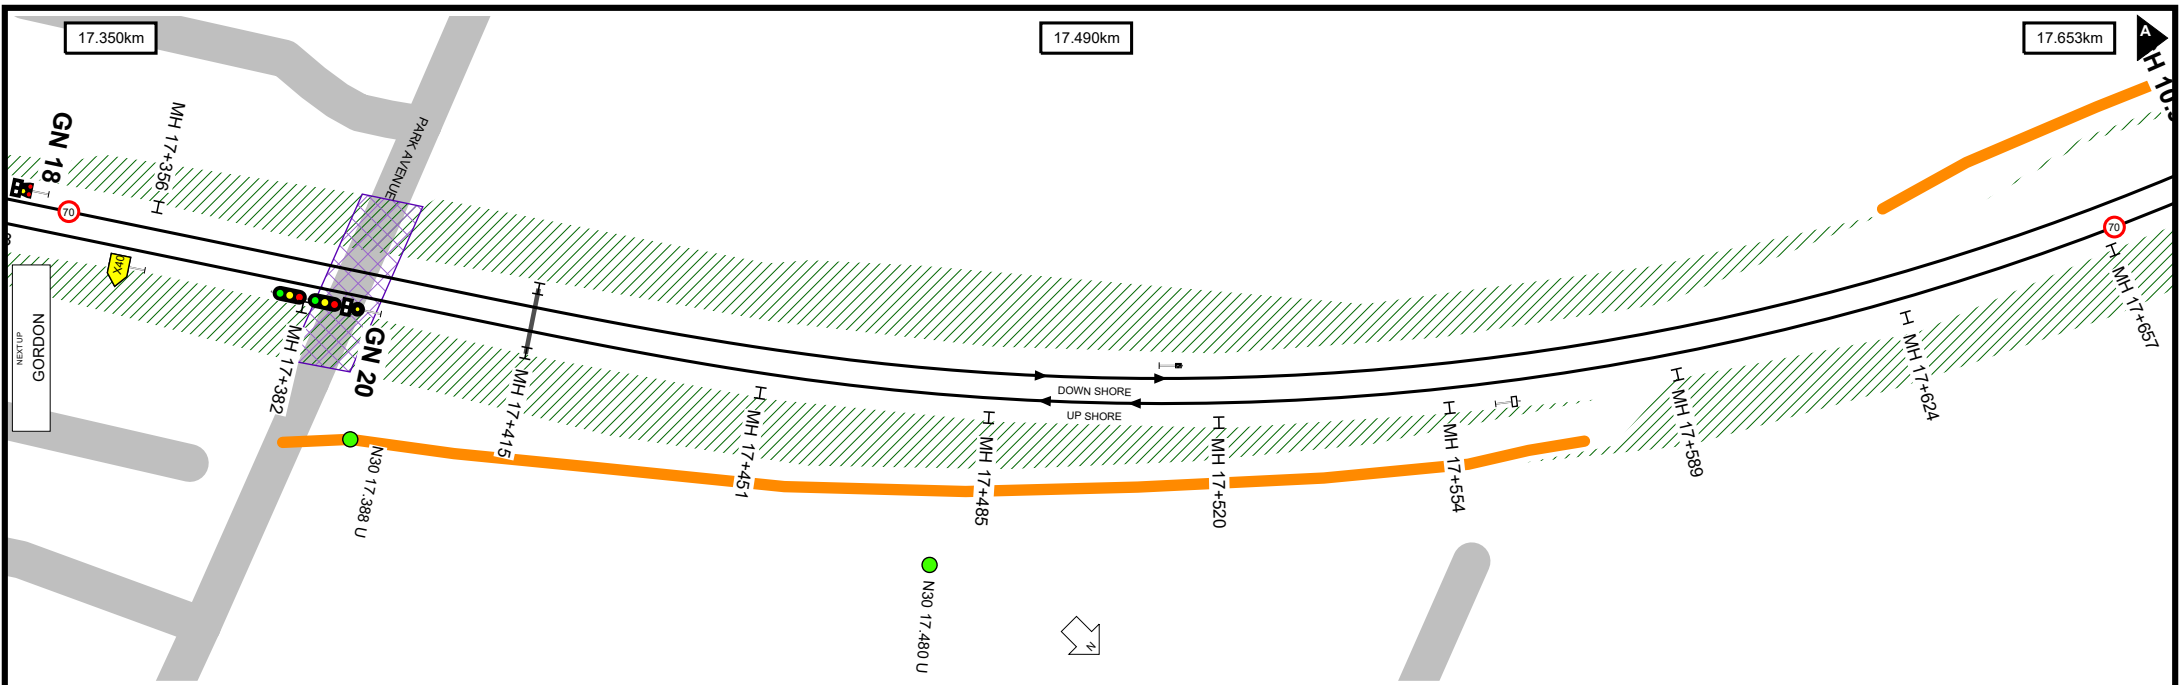 17.350km
17.490km
17.653km
A
GN 18
MH 17+356
PARK AVENUE
70
X40
NEXT UP
GORDON
MH 17+382
GN 20
MH 17+415
N30 17.388 U
MH 17+451
MH 17+485
DOWN SHORE
UP SHORE
N30 17.480 U
N
MH 17+520
MH 17+554
MH 17+589
MH 17+624
70
MH 17+657